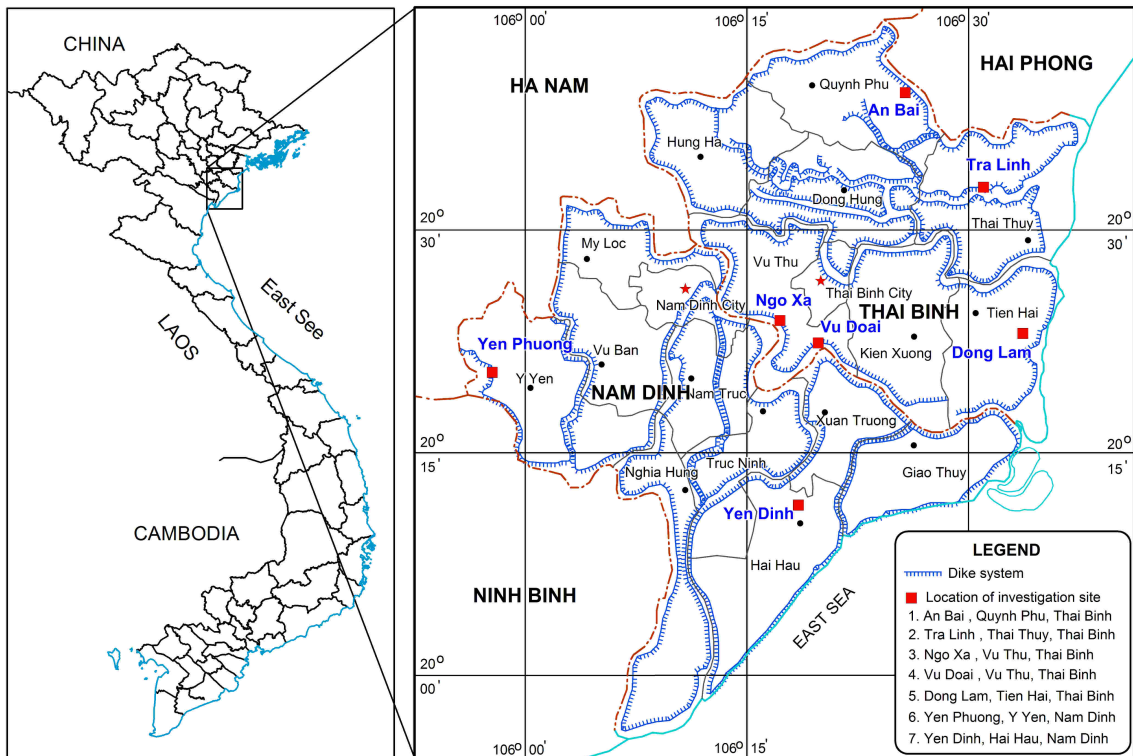 CHINA
LAOS
East See
CAMBODIA
106° 00'
106° 15'
106° 30'
HA NAM
HAI PHONG
Quynh Phu
An Bai
Hung Ha
Tra Linh
Dong Hung
20°
30'
Thai Thuy
20°
30'
My Loc
Vu Thu
Nam Dinh City
Ngo Xa
Thai Binh City
THAI BINH
Tien Hai
Vu Doai
Yen Phuong
Vu Ban
Kien Xuong
Dong Lam
Y Yen
NAM DINH
Nam Truc
Xuan Truong
20°
15'
Nghia Hung
Truc Ninh
Giao Thuy
20°
15'
Yen Dinh
Hai Hau
NINH BINH
EAST SEA
20°
00'
106° 00'
106° 15'
LEGEND
Dike system
Location of investigation site
1. An Bai , Quynh Phu, Thai Binh
2. Tra Linh , Thai Thuy, Thai Binh
3. Ngo Xa , Vu Thu, Thai Binh
4. Vu Doai , Vu Thu, Thai Binh
5. Dong Lam, Tien Hai, Thai Binh
6. Yen Phuong, Y Yen, Nam Dinh
7. Yen Dinh, Hai Hau, Nam Dinh